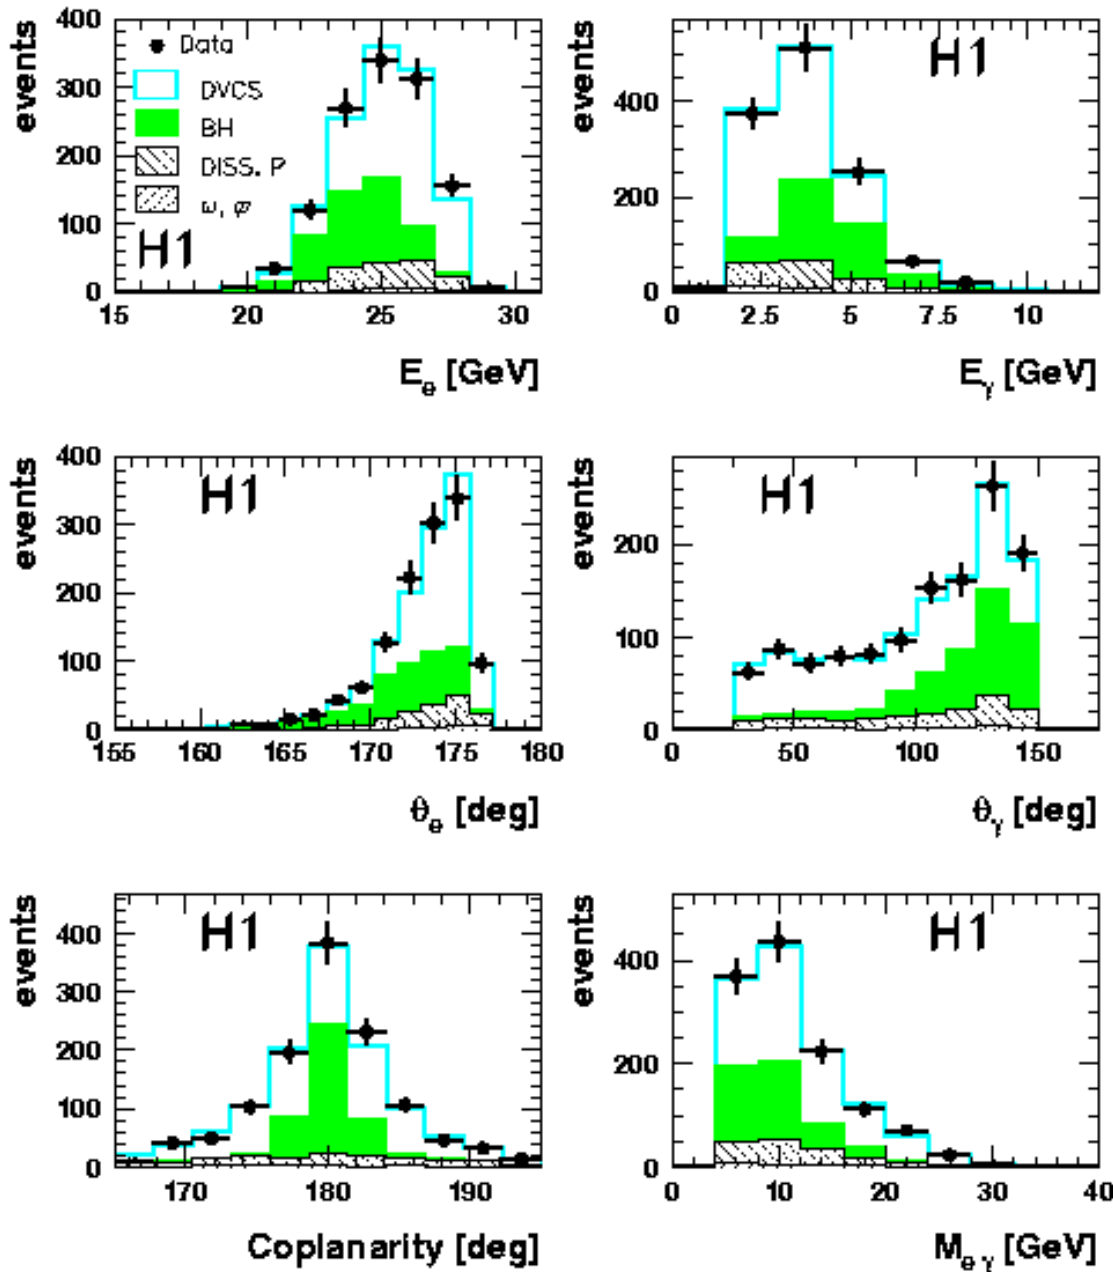 events
400
300
200
100
0
Data
DVCS
BH
DISS. P
ω, φ
H1
15 20 25 30
E_e [GeV]
events
400
200
0
H1
0 2.5 5 7.5 10
E_γ [GeV]
events
400
300
200
100
0
H1
155 160 165 170 175 180
θ_e [deg]
events
200
100
0
H1
0 50 100 150
θ_γ [deg]
events
400
300
200
100
0
H1
170 180 190
Coplanarity [deg]
events
400
200
0
H1
0 10 20 30 40
M_eγ [GeV]